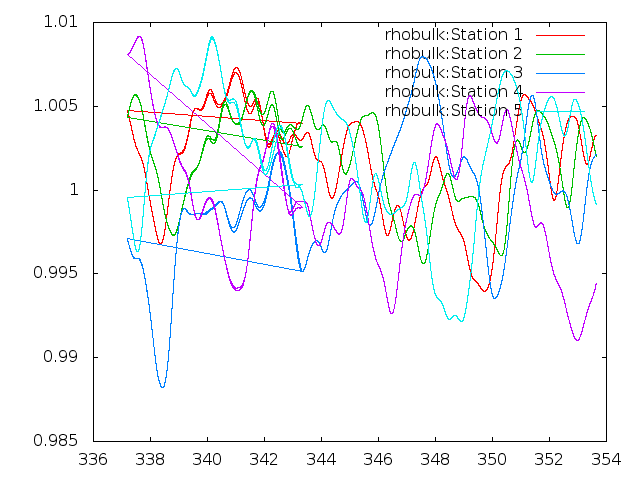 1.01
rhobulk:Station 1
rhobulk:Station 2
rhobulk:Station 3
rhobulk:Station 4
rhobulk:Station 5
1.005
1
0.995
0.99
0.985
336 338 340 342 344 346 348 350 352 354